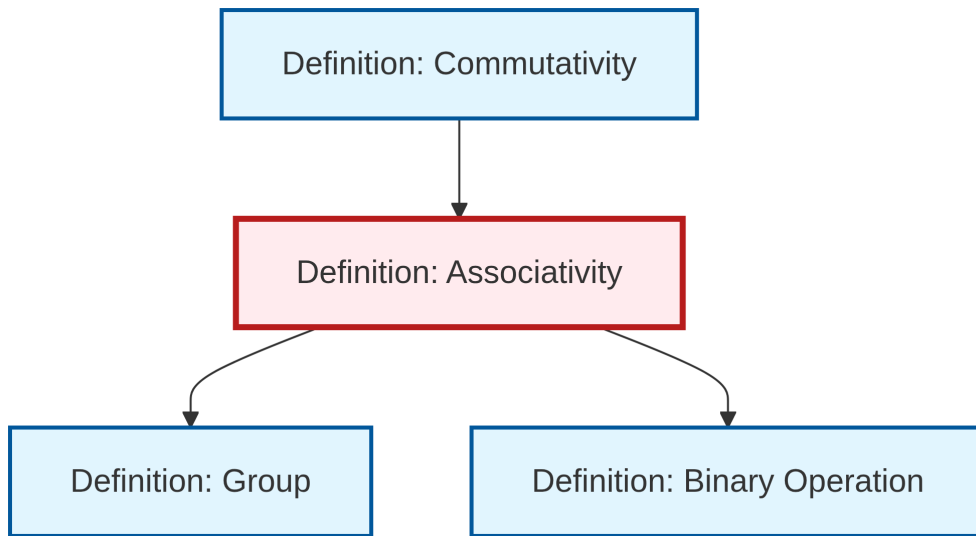 Definition: Commutativity
Definition: Associativity
Definition: Group
Definition: Binary Operation